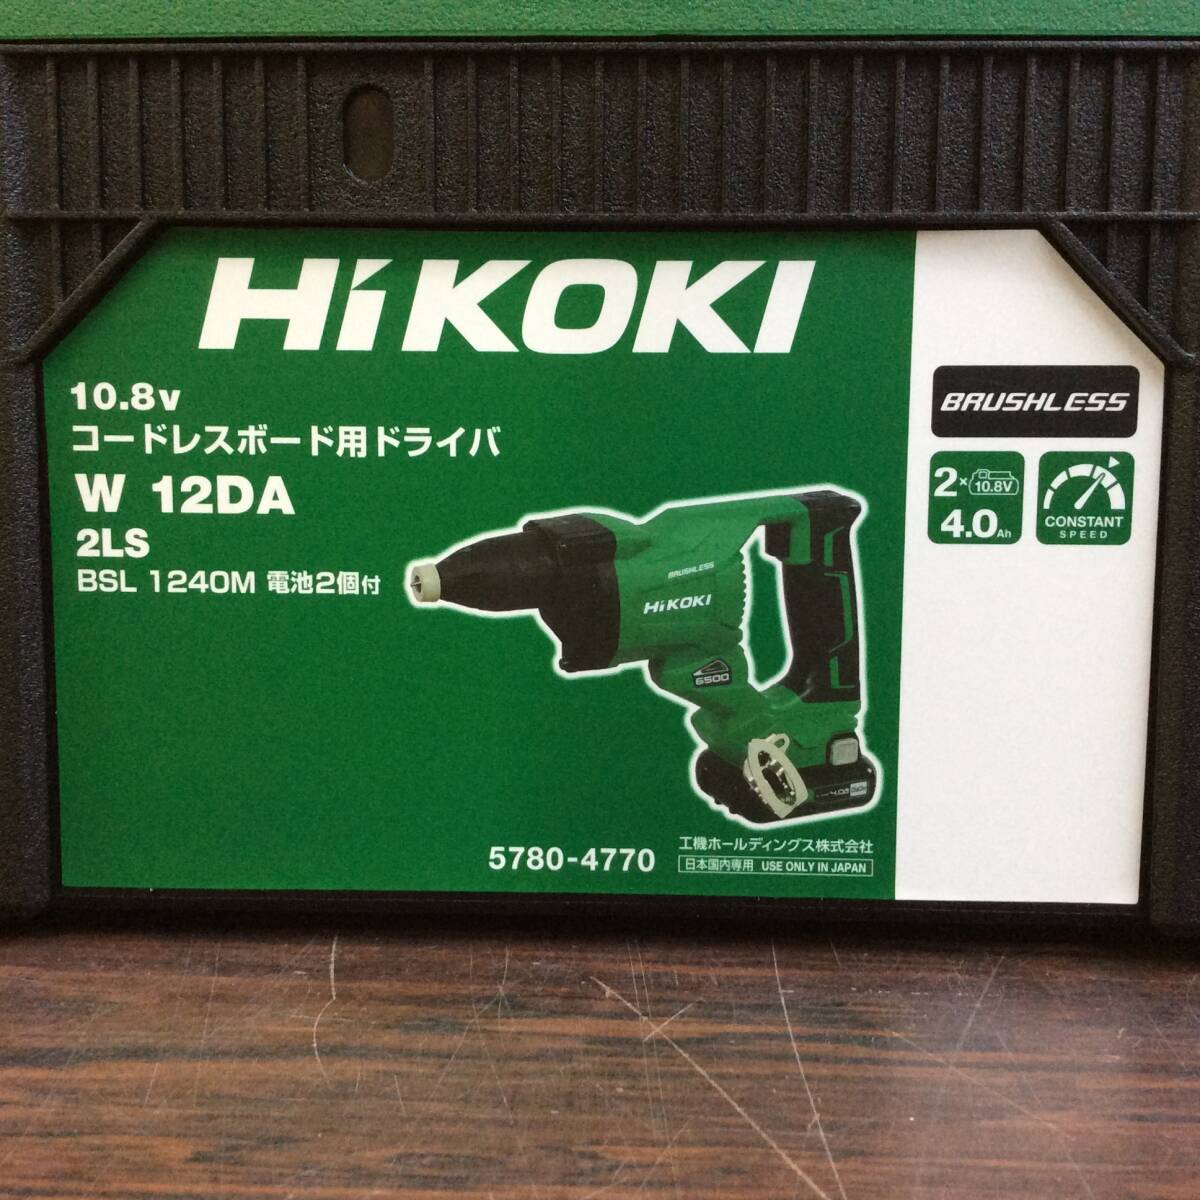 HiKOKI
10.8v
コードレスボード用ドライバ
W 12DA
2LS
BSL 1240M 電池2個付
BRUSHLESS
2× 10.8V
4.0Ah
CONSTANT
SPEED
BRUSHLESS
HiKOKI
6500
4.0Ah
5780-4770
工機ホールディングス株式会社
日本国内専用 USE ONLY IN JAPAN